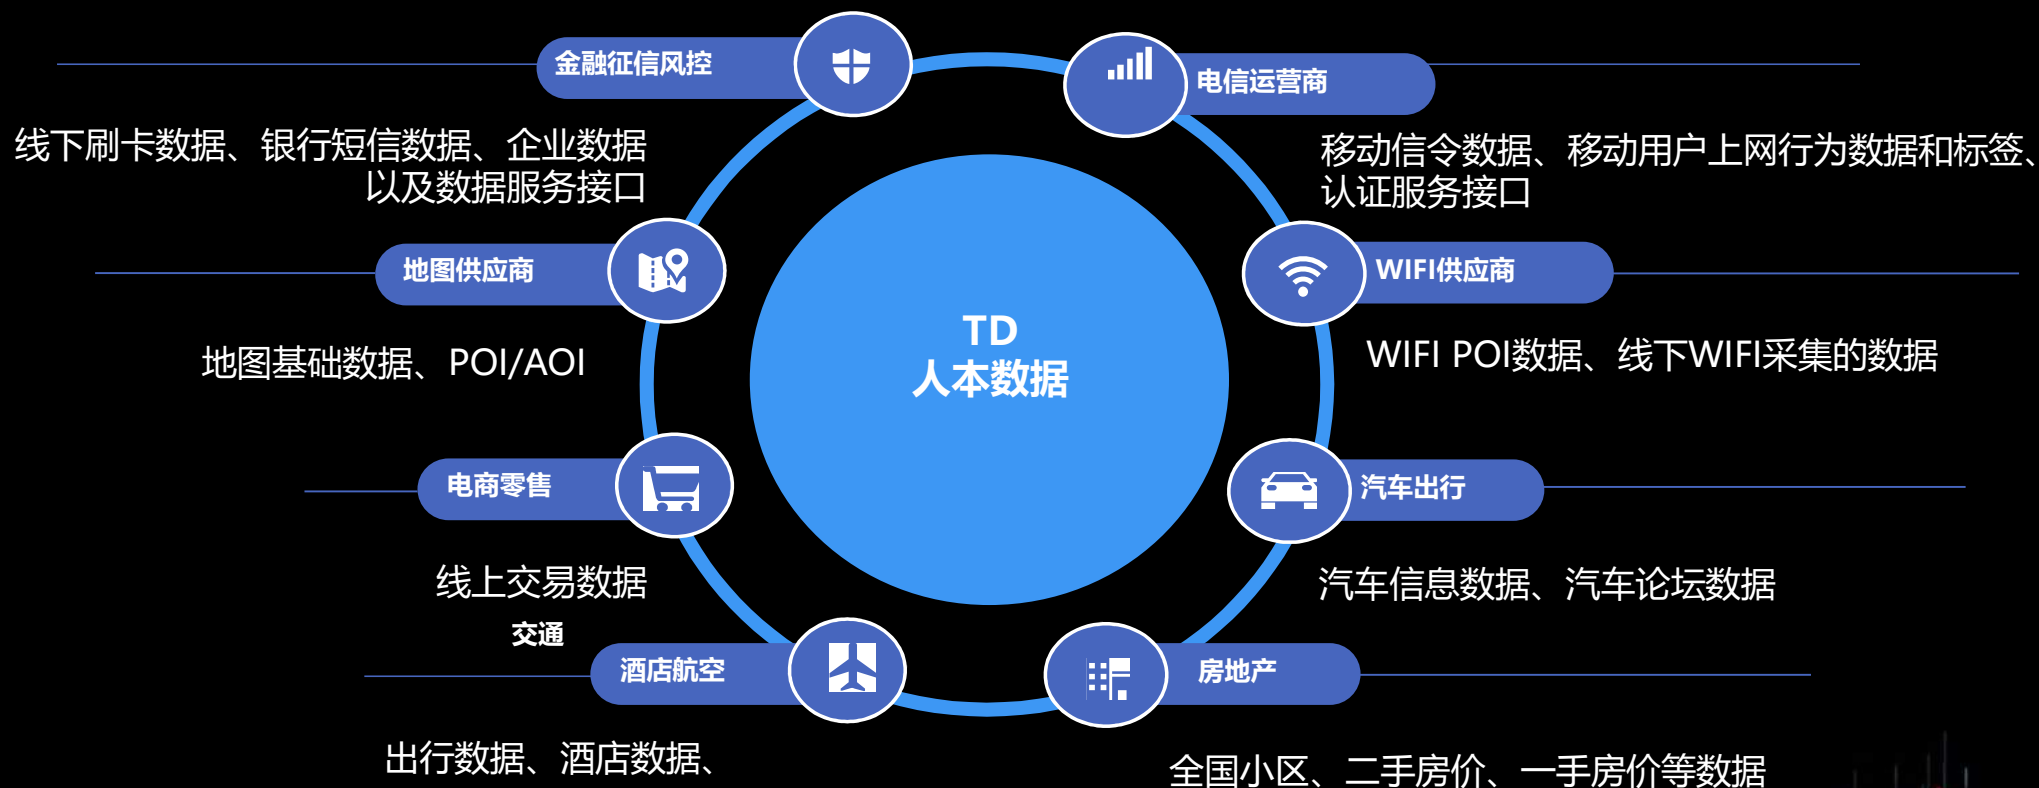 金融征信风控
电信运营商
线下刷卡数据、银行短信数据、企业数据
以及数据服务接口
移动信令数据、移动用户上网行为数据和标签、
认证服务接口
地图供应商
WIFI供应商
地图基础数据、POI/AOI
WIFI POI数据、线下WIFI采集的数据
TD
人本数据
电商零售
汽车出行
线上交易数据
汽车信息数据、汽车论坛数据
交通
酒店航空
房地产
出行数据、酒店数据、
全国小区、二手房价、一手房价等数据